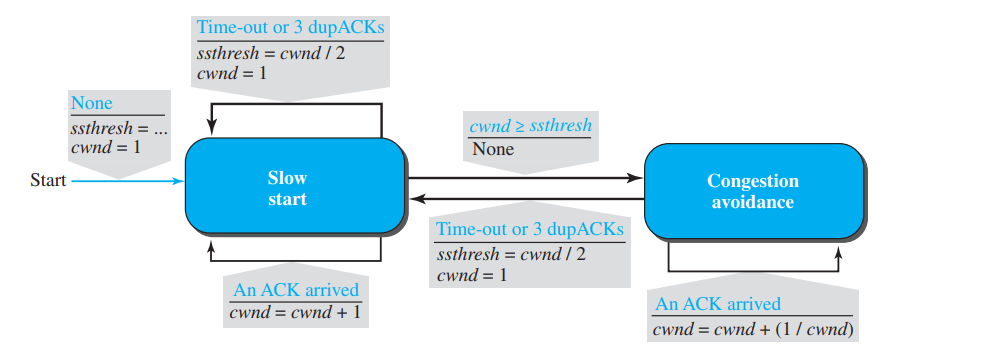 Time-out or 3 dupACKs
ssthresh = cwnd / 2
cwnd = 1
None
ssthresh = ...
cwnd = 1
Start
Slow
start
cwnd ≥ ssthresh
None
Congestion
avoidance
Time-out or 3 dupACKs
ssthresh = cwnd / 2
cwnd = 1
An ACK arrived
cwnd = cwnd + 1
An ACK arrived
cwnd = cwnd + (1 / cwnd)